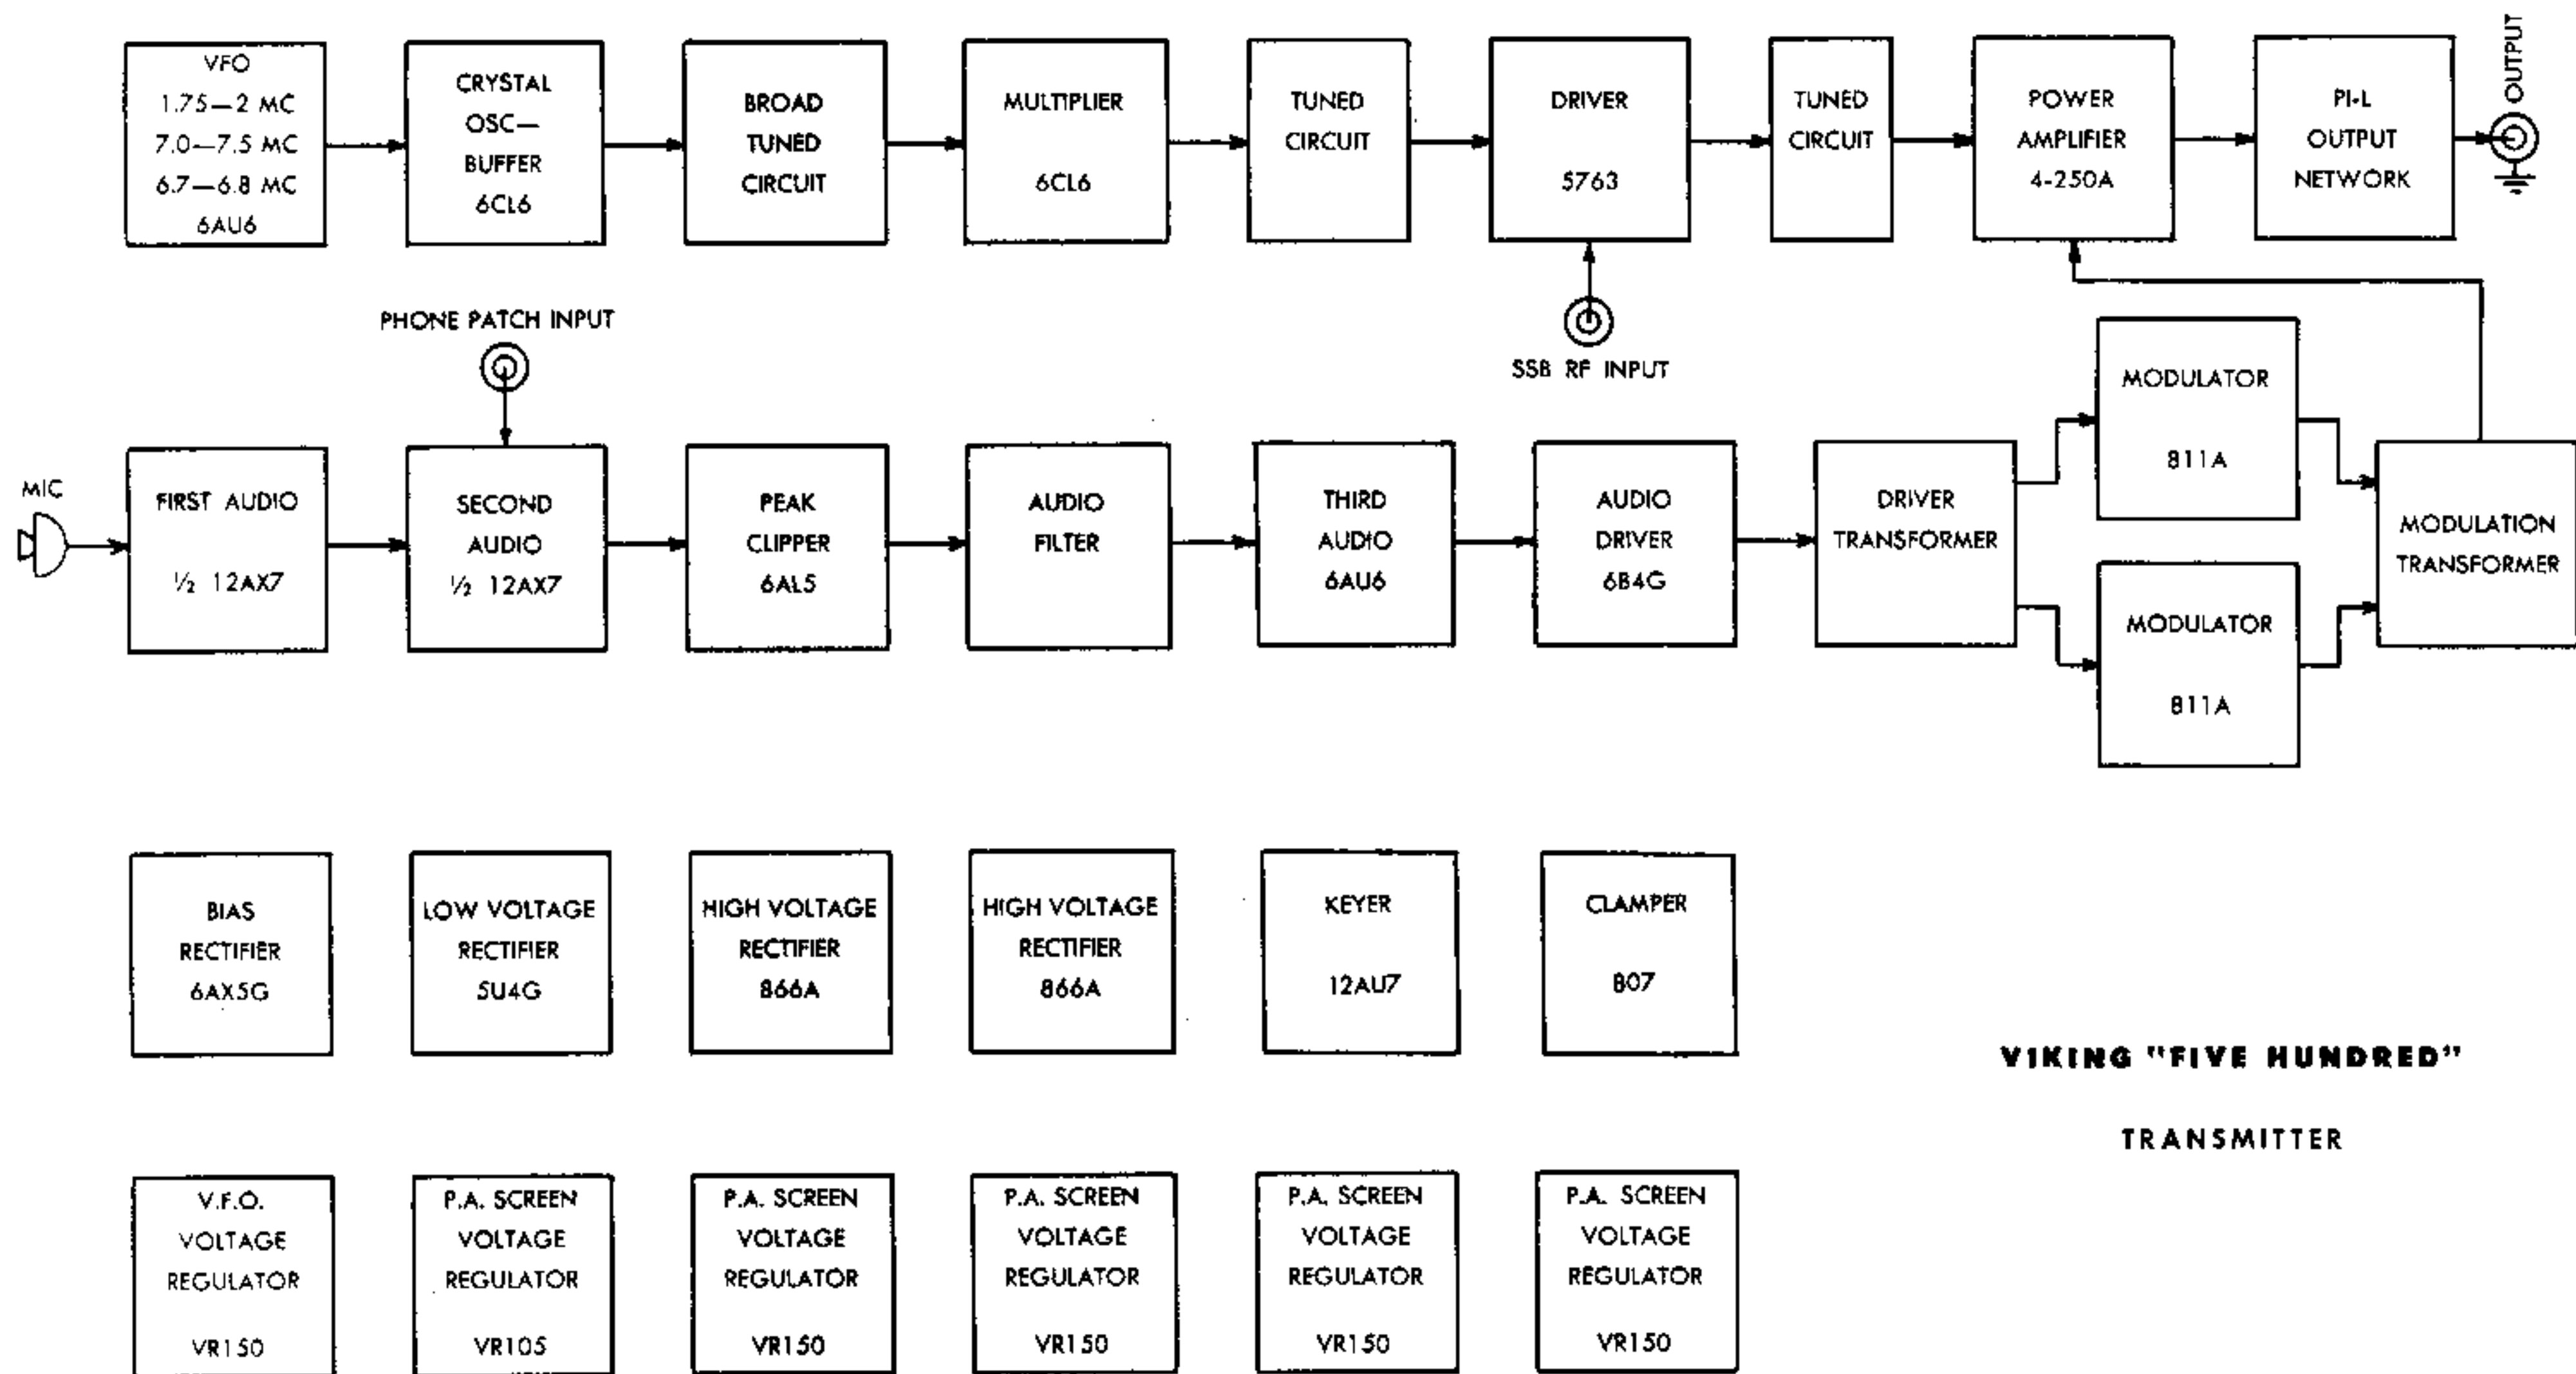 VFO
1.75—2 MC
7.0—7.5 MC
6.7—6.8 MC
6AU6
CRYSTAL
OSC—
BUFFER
6CL6
BROAD
TUNED
CIRCUIT
MULTIPLIER
6CL6
TUNED
CIRCUIT
DRIVER
5763
TUNED
CIRCUIT
POWER
AMPLIFIER
4-250A
PI-L
OUTPUT
NETWORK
OUTPUT
PHONE PATCH INPUT
SSB RF INPUT
MIC
FIRST AUDIO
½ 12AX7
SECOND
AUDIO
½ 12AX7
PEAK
CLIPPER
6AL5
AUDIO
FILTER
THIRD
AUDIO
6AU6
AUDIO
DRIVER
6B4G
DRIVER
TRANSFORMER
MODULATOR
811A
MODULATOR
811A
MODULATION
TRANSFORMER
BIAS
RECTIFIER
6AX5G
LOW VOLTAGE
RECTIFIER
5U4G
HIGH VOLTAGE
RECTIFIER
866A
HIGH VOLTAGE
RECTIFIER
866A
KEYER
12AU7
CLAMPER
807
VIKING "FIVE HUNDRED"
TRANSMITTER
V.F.O.
VOLTAGE
REGULATOR
VR150
P.A. SCREEN
VOLTAGE
REGULATOR
VR105
P.A. SCREEN
VOLTAGE
REGULATOR
VR150
P.A. SCREEN
VOLTAGE
REGULATOR
VR150
P.A. SCREEN
VOLTAGE
REGULATOR
VR150
P.A. SCREEN
VOLTAGE
REGULATOR
VR150